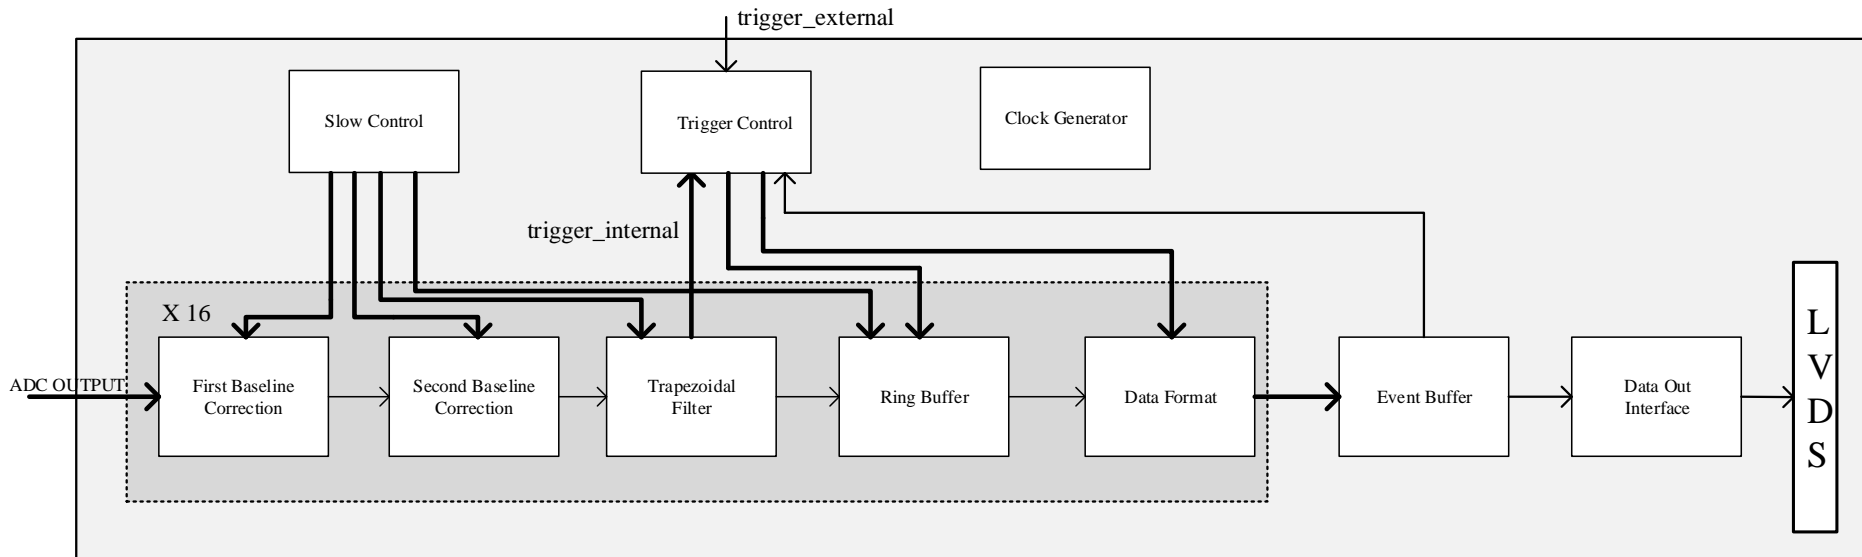 trigger_external
Slow Control
Trigger Control
Clock Generator
trigger_internal
X 16
ADC OUTPUT
First Baseline
Correction
Second Baseline
Correction
Trapezoidal
Filter
Ring Buffer
Data Format
Event Buffer
Data Out
Interface
L
V
D
S